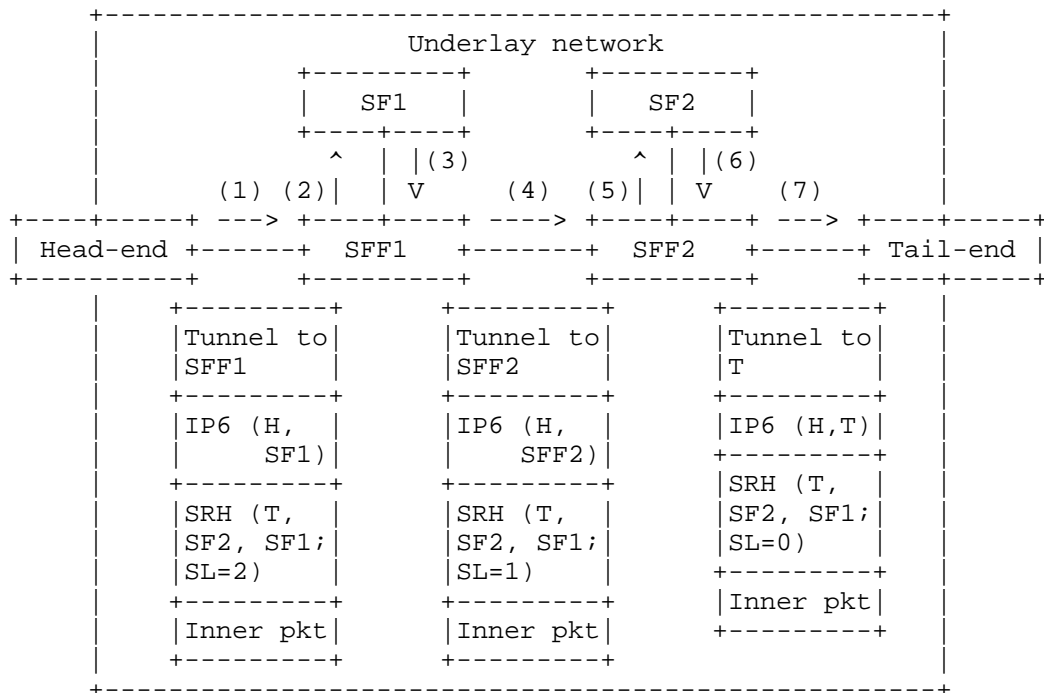 Underlay network
SF1 SF2
(3) (6)
(1) (2) V (4) (5) V (7)
Head-end SFF1 SFF2 Tail-end
Tunnel to Tunnel to Tunnel to
SFF1 SFF2 T
IP6 (H, IP6 (H, IP6 (H,T)
SF1) SFF2)
SRH (T, SRH (T, SRH (T,
SF2, SF1; SF2, SF1; SF2, SF1;
SL=2) SL=1) SL=0)
Inner pkt Inner pkt Inner pkt